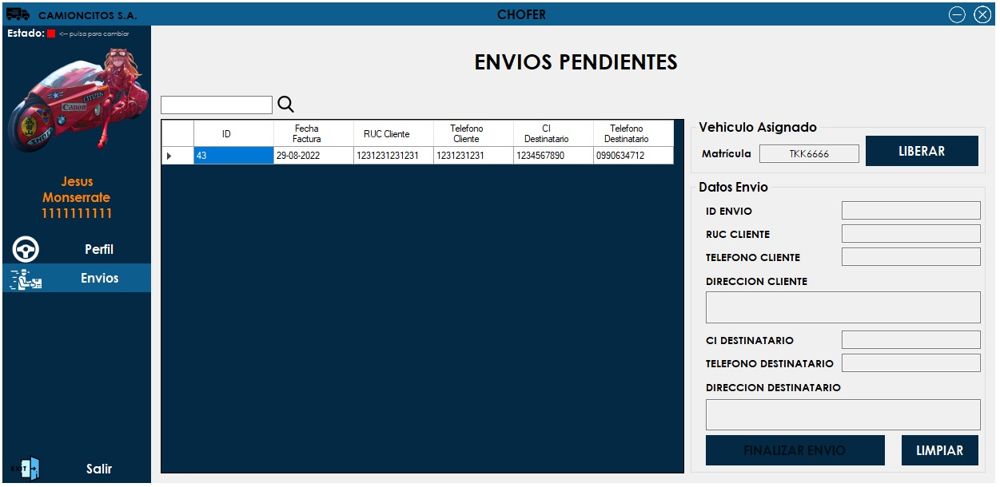 CAMIONCITOS S.A.
CHOFER
Estado:
<-- pulsa para cambiar
CITIZEN
Canon
SHOEI
Jesus
Monserrate
1111111111
Perfil
Envios
EXIT
Salir
ENVIOS PENDIENTES
ID
Fecha
Factura
RUC Cliente
Telefono
Cliente
CI
Destinatario
Telefono
Destinatario
43
29-08-2022
1231231231231
1231231231
1234567890
0990634712
Vehiculo Asignado
Matrícula
TKK6666
LIBERAR
Datos Envio
ID ENVIO
RUC CLIENTE
TELEFONO CLIENTE
DIRECCION CLIENTE
CI DESTINATARIO
TELEFONO DESTINATARIO
DIRECCION DESTINATARIO
FINALIZAR ENVIO
LIMPIAR